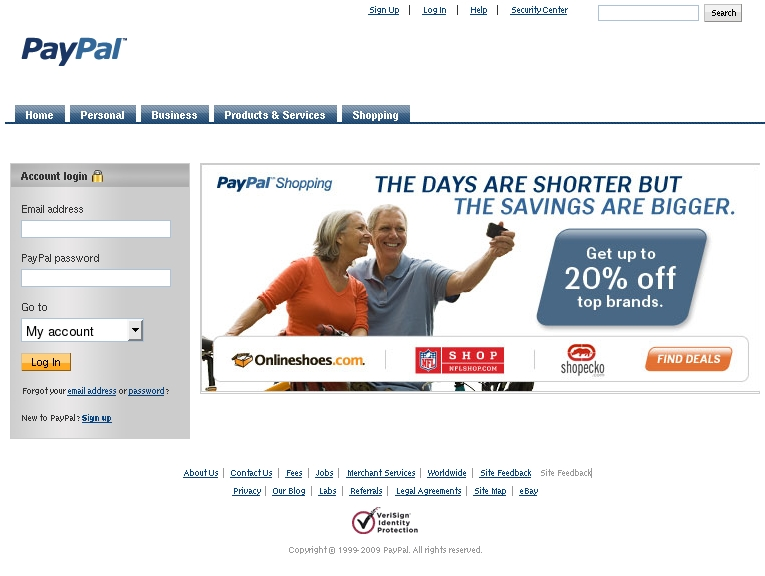 Sign Up | Log In | Help | Security Center Search
PayPal™
Home Personal Business Products & Services Shopping
Account login
Email address
PayPal password
Go to
My account
Log In
Forgot your email address or password?
New to PayPal? Sign up
PayPal™ Shopping
THE DAYS ARE SHORTER BUT
THE SAVINGS ARE BIGGER.
Get up to
20% off
top brands.
Onlineshoes.com.
NFL SHOP
NFLSHOP.COM
ecko
shopecko
FIND DEALS
About Us | Contact Us | Fees | Jobs | Merchant Services | Worldwide | Site Feedback Site Feedback|
Privacy | Our Blog | Labs | Referrals | Legal Agreements | Site Map | eBay
VeriSign
Identity
Protection
Copyright © 1999-2009 PayPal. All rights reserved.